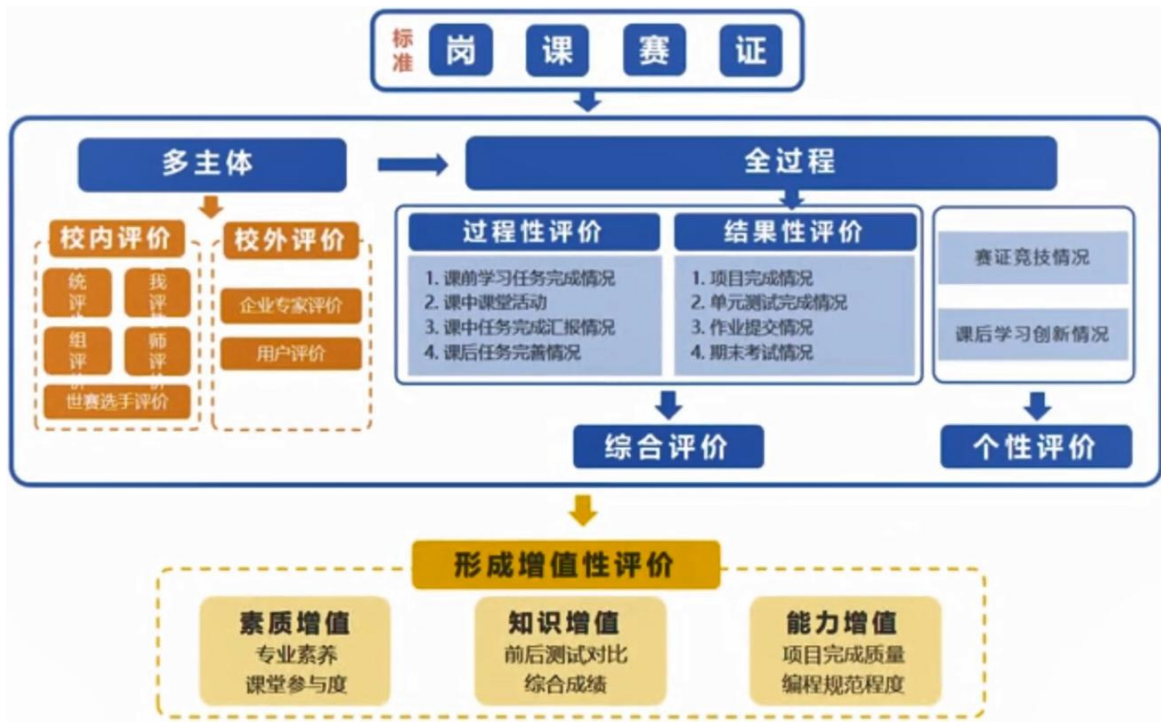 标准
岗 课 赛 证
多主体
全过程
校内评价
校外评价
统评
我评
组评
师评
世赛选手评价
企业专家评价
用户评价
过程性评价
1. 课前学习任务完成情况
2. 课中课堂活动
3. 课中任务完成汇报情况
4. 课后任务完善情况
结果性评价
1. 项目完成情况
2. 单元测试完成情况
3. 作业提交情况
4. 期末考试情况
赛证竞技情况
课后学习创新情况
综合评价
个性评价
形成增值性评价
素质增值
专业素养
课堂参与度
知识增值
前后测试对比
综合成绩
能力增值
项目完成质量
编程规范程度